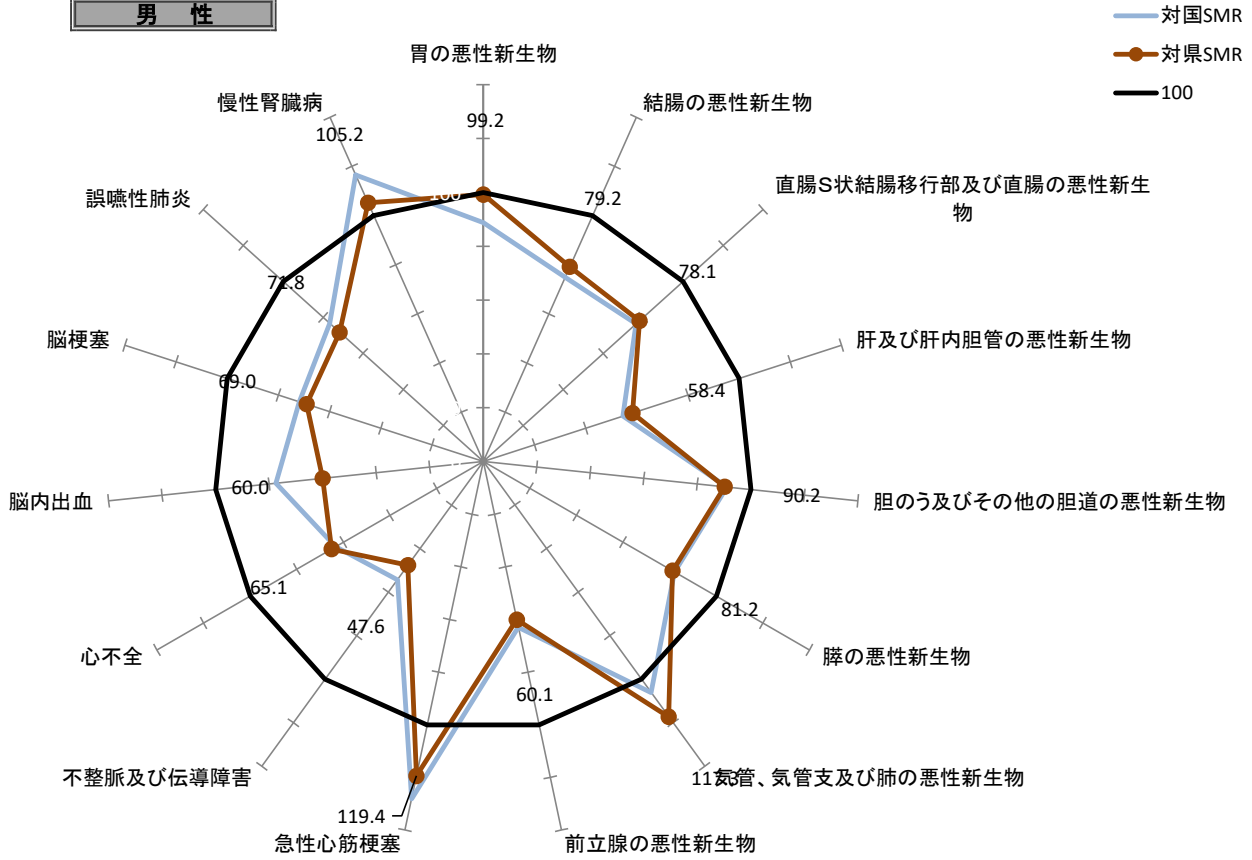 男 性
対国SMR
対県SMR
100
胃の悪性新生物
99.2
結腸の悪性新生物
79.2
直腸S状結腸移行部及び直腸の悪性新生
物
78.1
肝及び肝内胆管の悪性新生物
58.4
胆のう及びその他の胆道の悪性新生物
90.2
膵の悪性新生物
81.2
気管、気管支及び肺の悪性新生物
前立腺の悪性新生物
60.1
急性心筋梗塞
119.4
不整脈及び伝導障害
47.6
心不全
65.1
脳内出血
60.0
脳梗塞
69.0
誤嚥性肺炎
71.8
慢性腎臓病
105.2
100